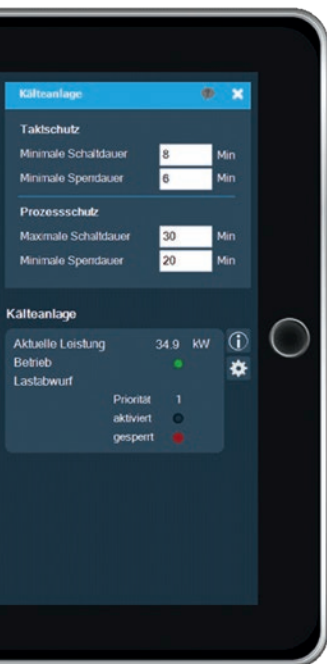 Kälteanlage
Taktschutz
Minimale Schaltdauer 8 Min
Minimale Sperrdauer 6 Min
Prozessschutz
Maximale Schaltdauer 30 Min
Minimale Sperrdauer 20 Min
Kälteanlage
Aktuelle Leistung 34.9 kW
Betrieb
Lastabwurf
Priorität 1
aktiviert
gesperrt